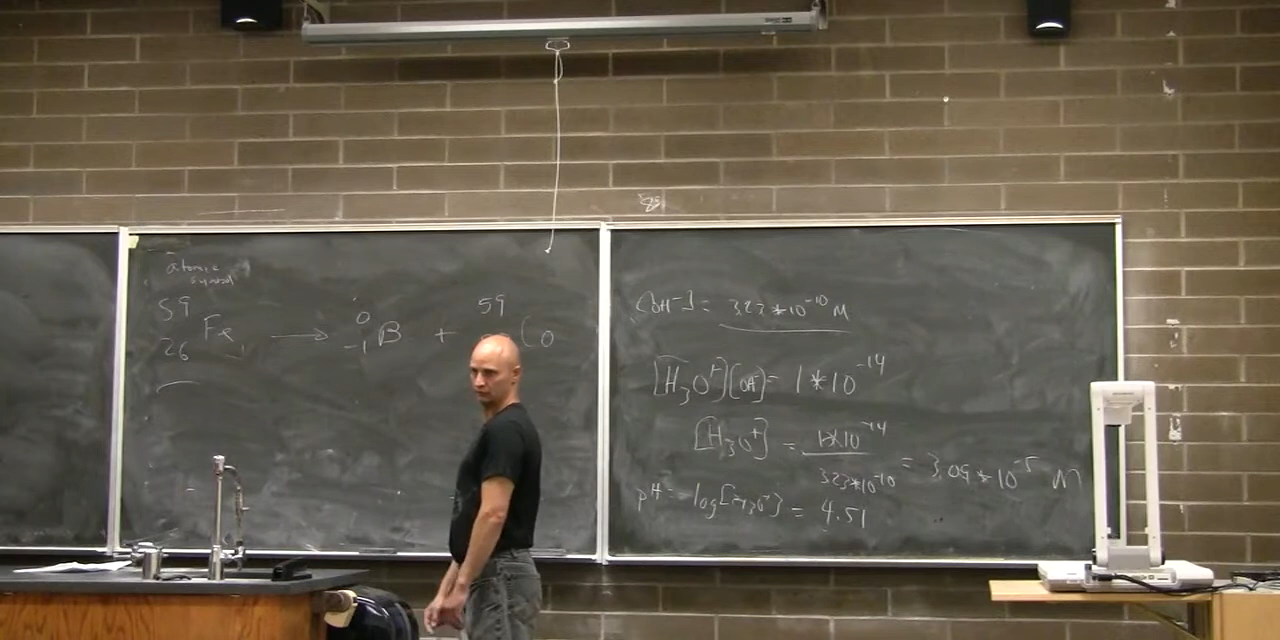 atomic
symbol
59 0 59
Fe → B + Co
26 -1
[OH-] = 3.23*10^-10 M
[H3O+][OH-] = 1*10^-14
[H3O+] = 1*10^-14 / 3.23*10^-10 = 3.09*10^-5 M
pH = -log[H3O+] = 4.51